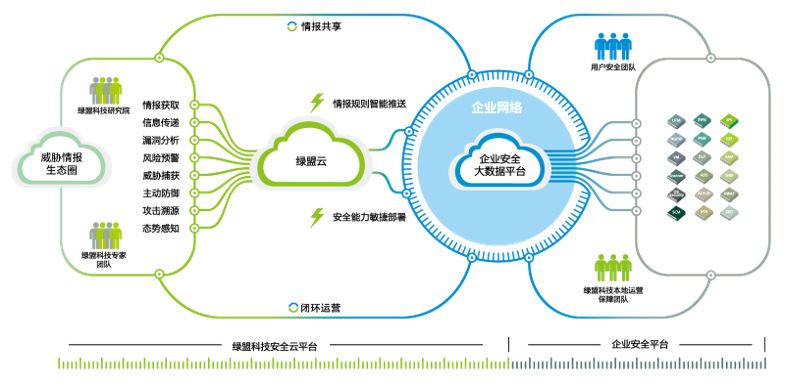 情报共享
用户安全团队
绿盟科技研究院
情报获取
信息传递
漏洞分析
风险预警
威胁捕获
主动防御
攻击溯源
态势感知
威胁情报
生态圈
绿盟科技专家
团队
绿盟云
情报规则智能推送
安全能力敏捷部署
企业网络
企业安全
大数据平台
绿盟科技本地运营
保障团队
闭环运营
绿盟科技安全云平台
企业安全平台